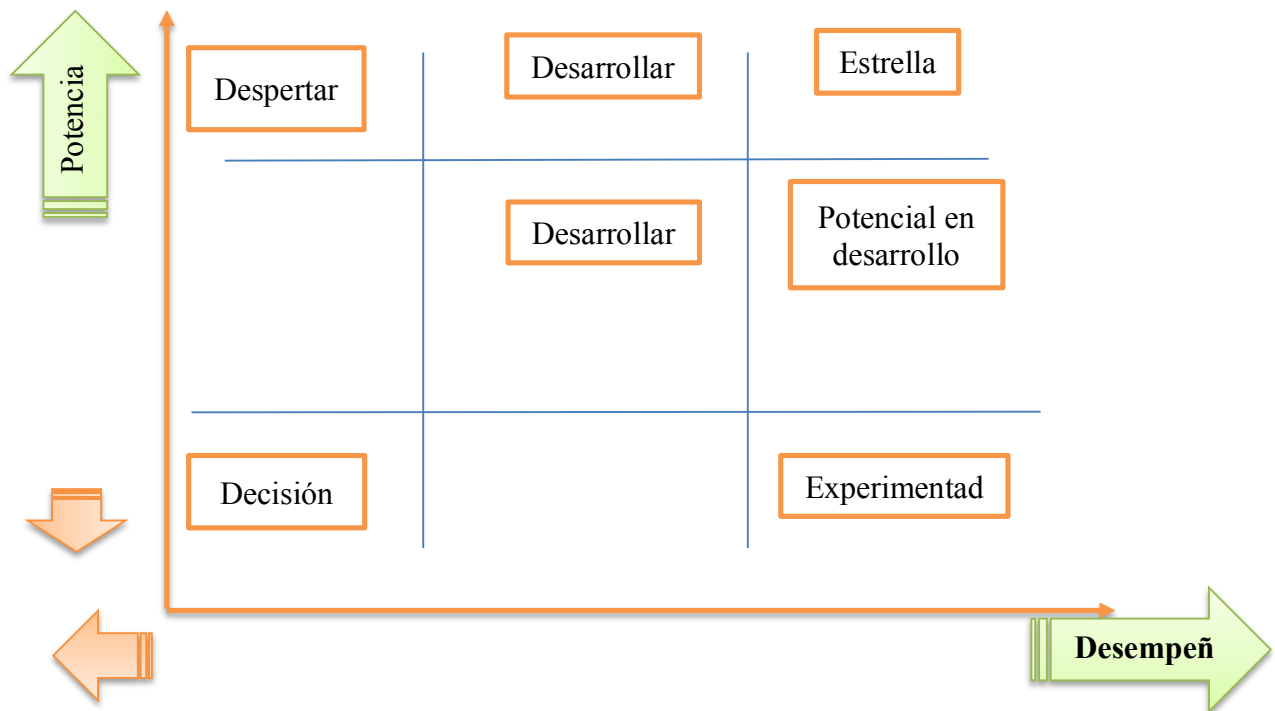 Potencia
Despertar
Desarrollar
Estrella
Desarrollar
Potencial en
desarrollo
Decisión
Experimentad
Desempeñ